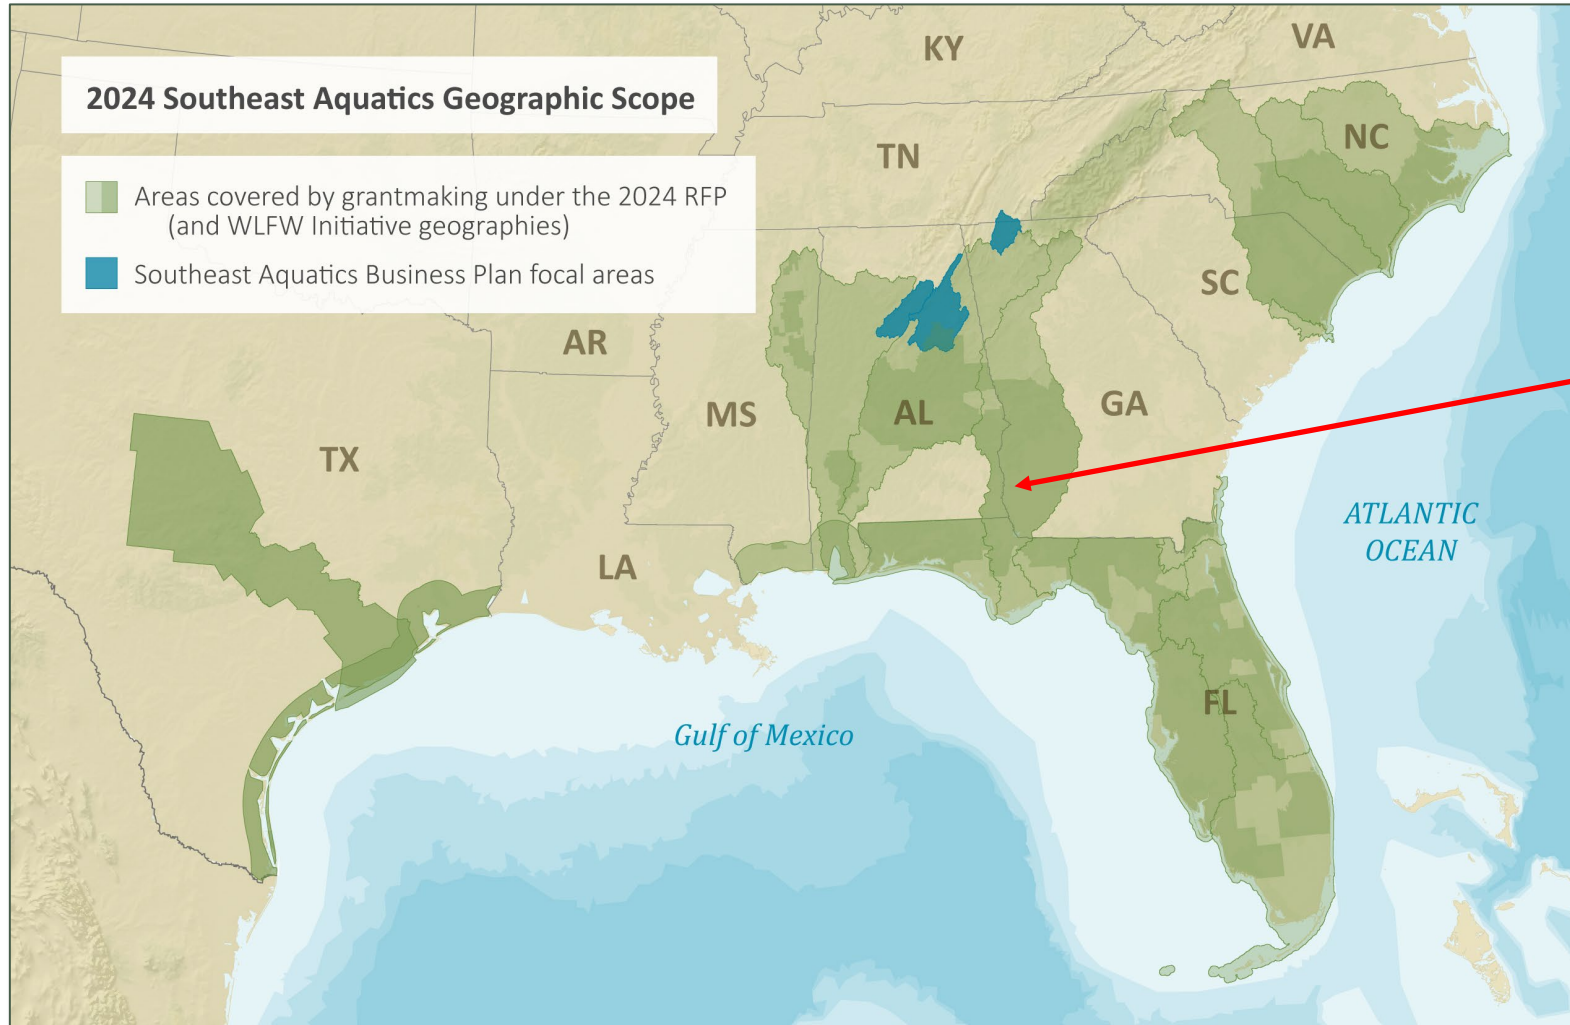 2024 Southeast Aquatics Geographic Scope
Areas covered by grantmaking under the 2024 RFP
(and WLFW Initiative geographies)
Southeast Aquatics Business Plan focal areas
KY
VA
TN
NC
SC
AR
MS
AL
GA
TX
LA
ATLANTIC
OCEAN
FL
Gulf of Mexico